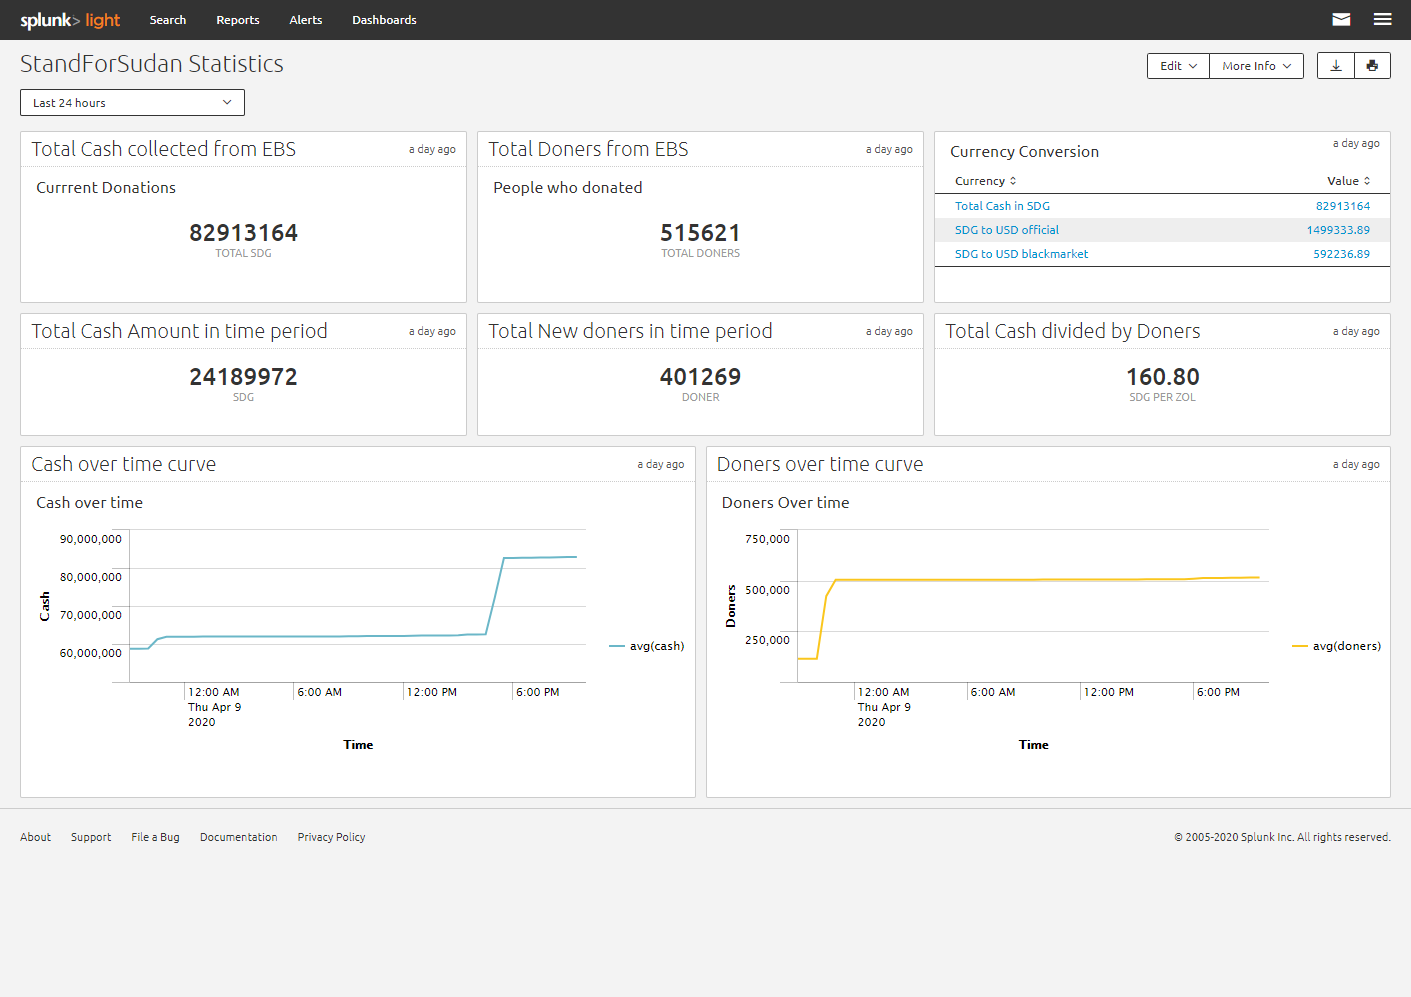 splunk> light Search Reports Alerts Dashboards
StandForSudan Statistics
Edit More Info
Last 24 hours
Total Cash collected from EBS a day ago
Currrent Donations
82913164
TOTAL SDG
Total Doners from EBS a day ago
People who donated
515621
TOTAL DONERS
a day ago
Currency Conversion
Currency Value
Total Cash in SDG 82913164
SDG to USD official 1499333.89
SDG to USD blackmarket 592236.89
Total Cash Amount in time period a day ago
24189972
SDG
Total New doners in time period a day ago
401269
DONER
Total Cash divided by Doners a day ago
160.80
SDG PER ZOL
Cash over time curve a day ago
Cash over time
90,000,000
80,000,000
70,000,000
60,000,000
Cash
avg(cash)
12:00 AM 6:00 AM 12:00 PM 6:00 PM
Thu Apr 9
2020
Time
Doners over time curve a day ago
Doners Over time
750,000
500,000
250,000
Doners
avg(doners)
12:00 AM 6:00 AM 12:00 PM 6:00 PM
Thu Apr 9
2020
Time
About Support File a Bug Documentation Privacy Policy © 2005-2020 Splunk Inc. All rights reserved.